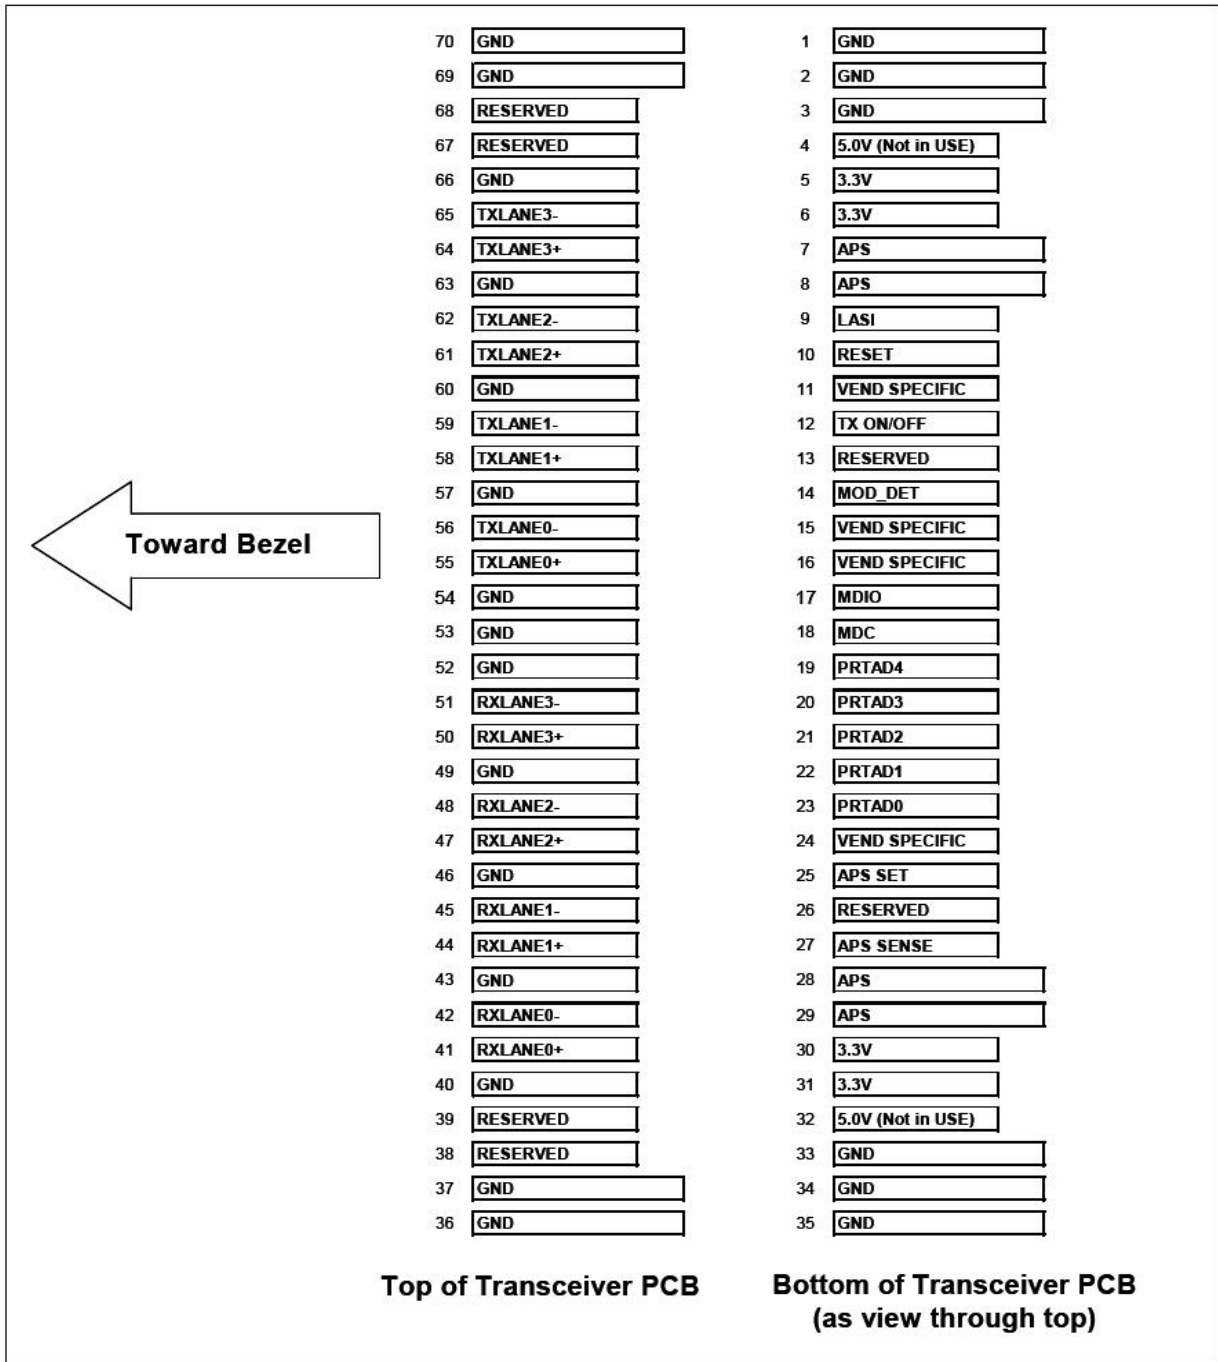 70 GND 1 GND
69 GND 2 GND
68 RESERVED 3 GND
67 RESERVED 4 5.0V (Not in USE)
66 GND 5 3.3V
65 TXLANE3- 6 3.3V
64 TXLANE3+ 7 APS
63 GND 8 APS
62 TXLANE2- 9 LASI
61 TXLANE2+ 10 RESET
60 GND 11 VEND SPECIFIC
59 TXLANE1- 12 TX ON/OFF
58 TXLANE1+ 13 RESERVED
57 GND 14 MOD_DET
56 TXLANE0- 15 VEND SPECIFIC
Toward Bezel
55 TXLANE0+ 16 VEND SPECIFIC
54 GND 17 MDIO
53 GND 18 MDC
52 GND 19 PRTAD4
51 RXLANE3- 20 PRTAD3
50 RXLANE3+ 21 PRTAD2
49 GND 22 PRTAD1
48 RXLANE2- 23 PRTAD0
47 RXLANE2+ 24 VEND SPECIFIC
46 GND 25 APS SET
45 RXLANE1- 26 RESERVED
44 RXLANE1+ 27 APS SENSE
43 GND 28 APS
42 RXLANE0- 29 APS
41 RXLANE0+ 30 3.3V
40 GND 31 3.3V
39 RESERVED 32 5.0V (Not in USE)
38 RESERVED 33 GND
37 GND 34 GND
36 GND 35 GND
Top of Transceiver PCB Bottom of Transceiver PCB
(as view through top)